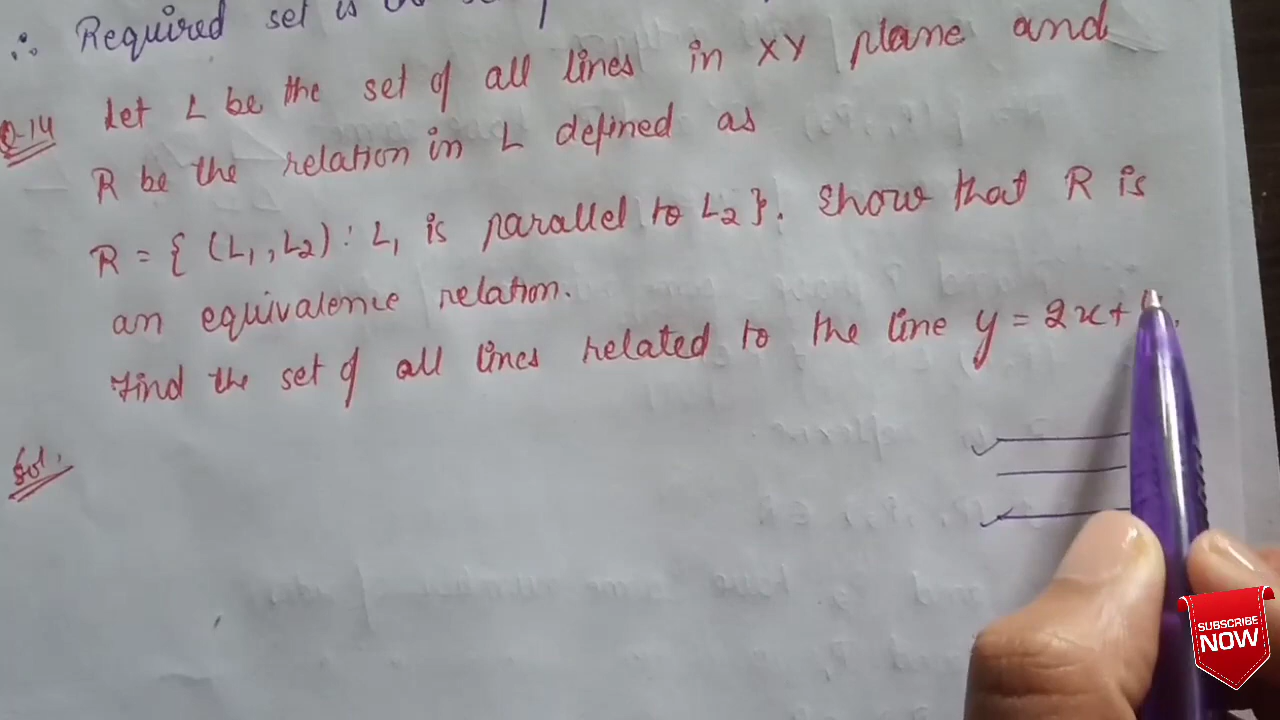 ∴ Required set is
Q-14 Let L be the set of all lines in XY plane and
R be the relation in L defined as
R = { (L₁, L₂) : L₁ is parallel to L₂ }. Show that R is
an equivalence relation.
Find the set of all lines related to the line y = 2x +
Sol.
SUBSCRIBE
NOW